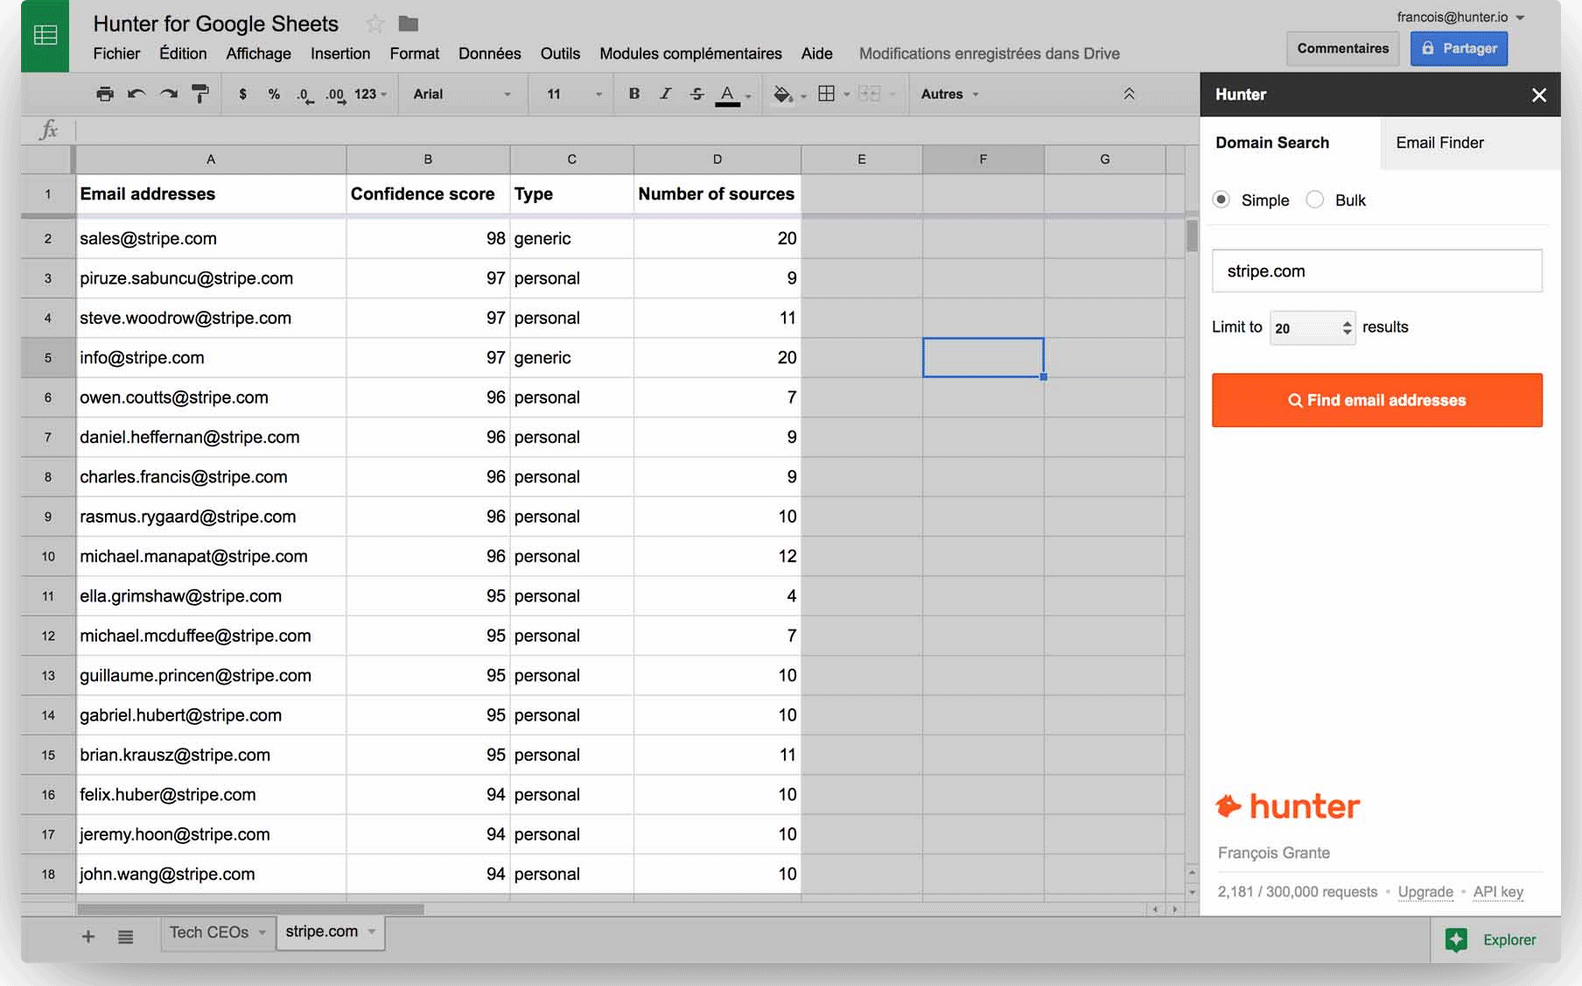 Hunter for Google Sheets
francois@hunter.io
Fichier Édition Affichage Insertion Format Données Outils Modules complémentaires Aide Modifications enregistrées dans Drive
Commentaires Partager
$ % .0 .00 123 Arial 11 B I S A Autres
Hunter
fx
Domain Search Email Finder
A B C D E F G
1 Email addresses Confidence score Type Number of sources
Simple Bulk
2 sales@stripe.com 98 generic 20
3 piruze.sabuncu@stripe.com 97 personal 9
stripe.com
4 steve.woodrow@stripe.com 97 personal 11
Limit to 20 results
5 info@stripe.com 97 generic 20
6 owen.coutts@stripe.com 96 personal 7
Find email addresses
7 daniel.heffernan@stripe.com 96 personal 9
8 charles.francis@stripe.com 96 personal 9
9 rasmus.rygaard@stripe.com 96 personal 10
10 michael.manapat@stripe.com 96 personal 12
11 ella.grimshaw@stripe.com 95 personal 4
12 michael.mcduffee@stripe.com 95 personal 7
13 guillaume.princen@stripe.com 95 personal 10
14 gabriel.hubert@stripe.com 95 personal 10
15 brian.krausz@stripe.com 95 personal 11
16 felix.huber@stripe.com 94 personal 10
hunter
17 jeremy.hoon@stripe.com 94 personal 10
François Grante
18 john.wang@stripe.com 94 personal 10
2,181 / 300,000 requests • Upgrade • API key
Tech CEOs stripe.com
Explorer